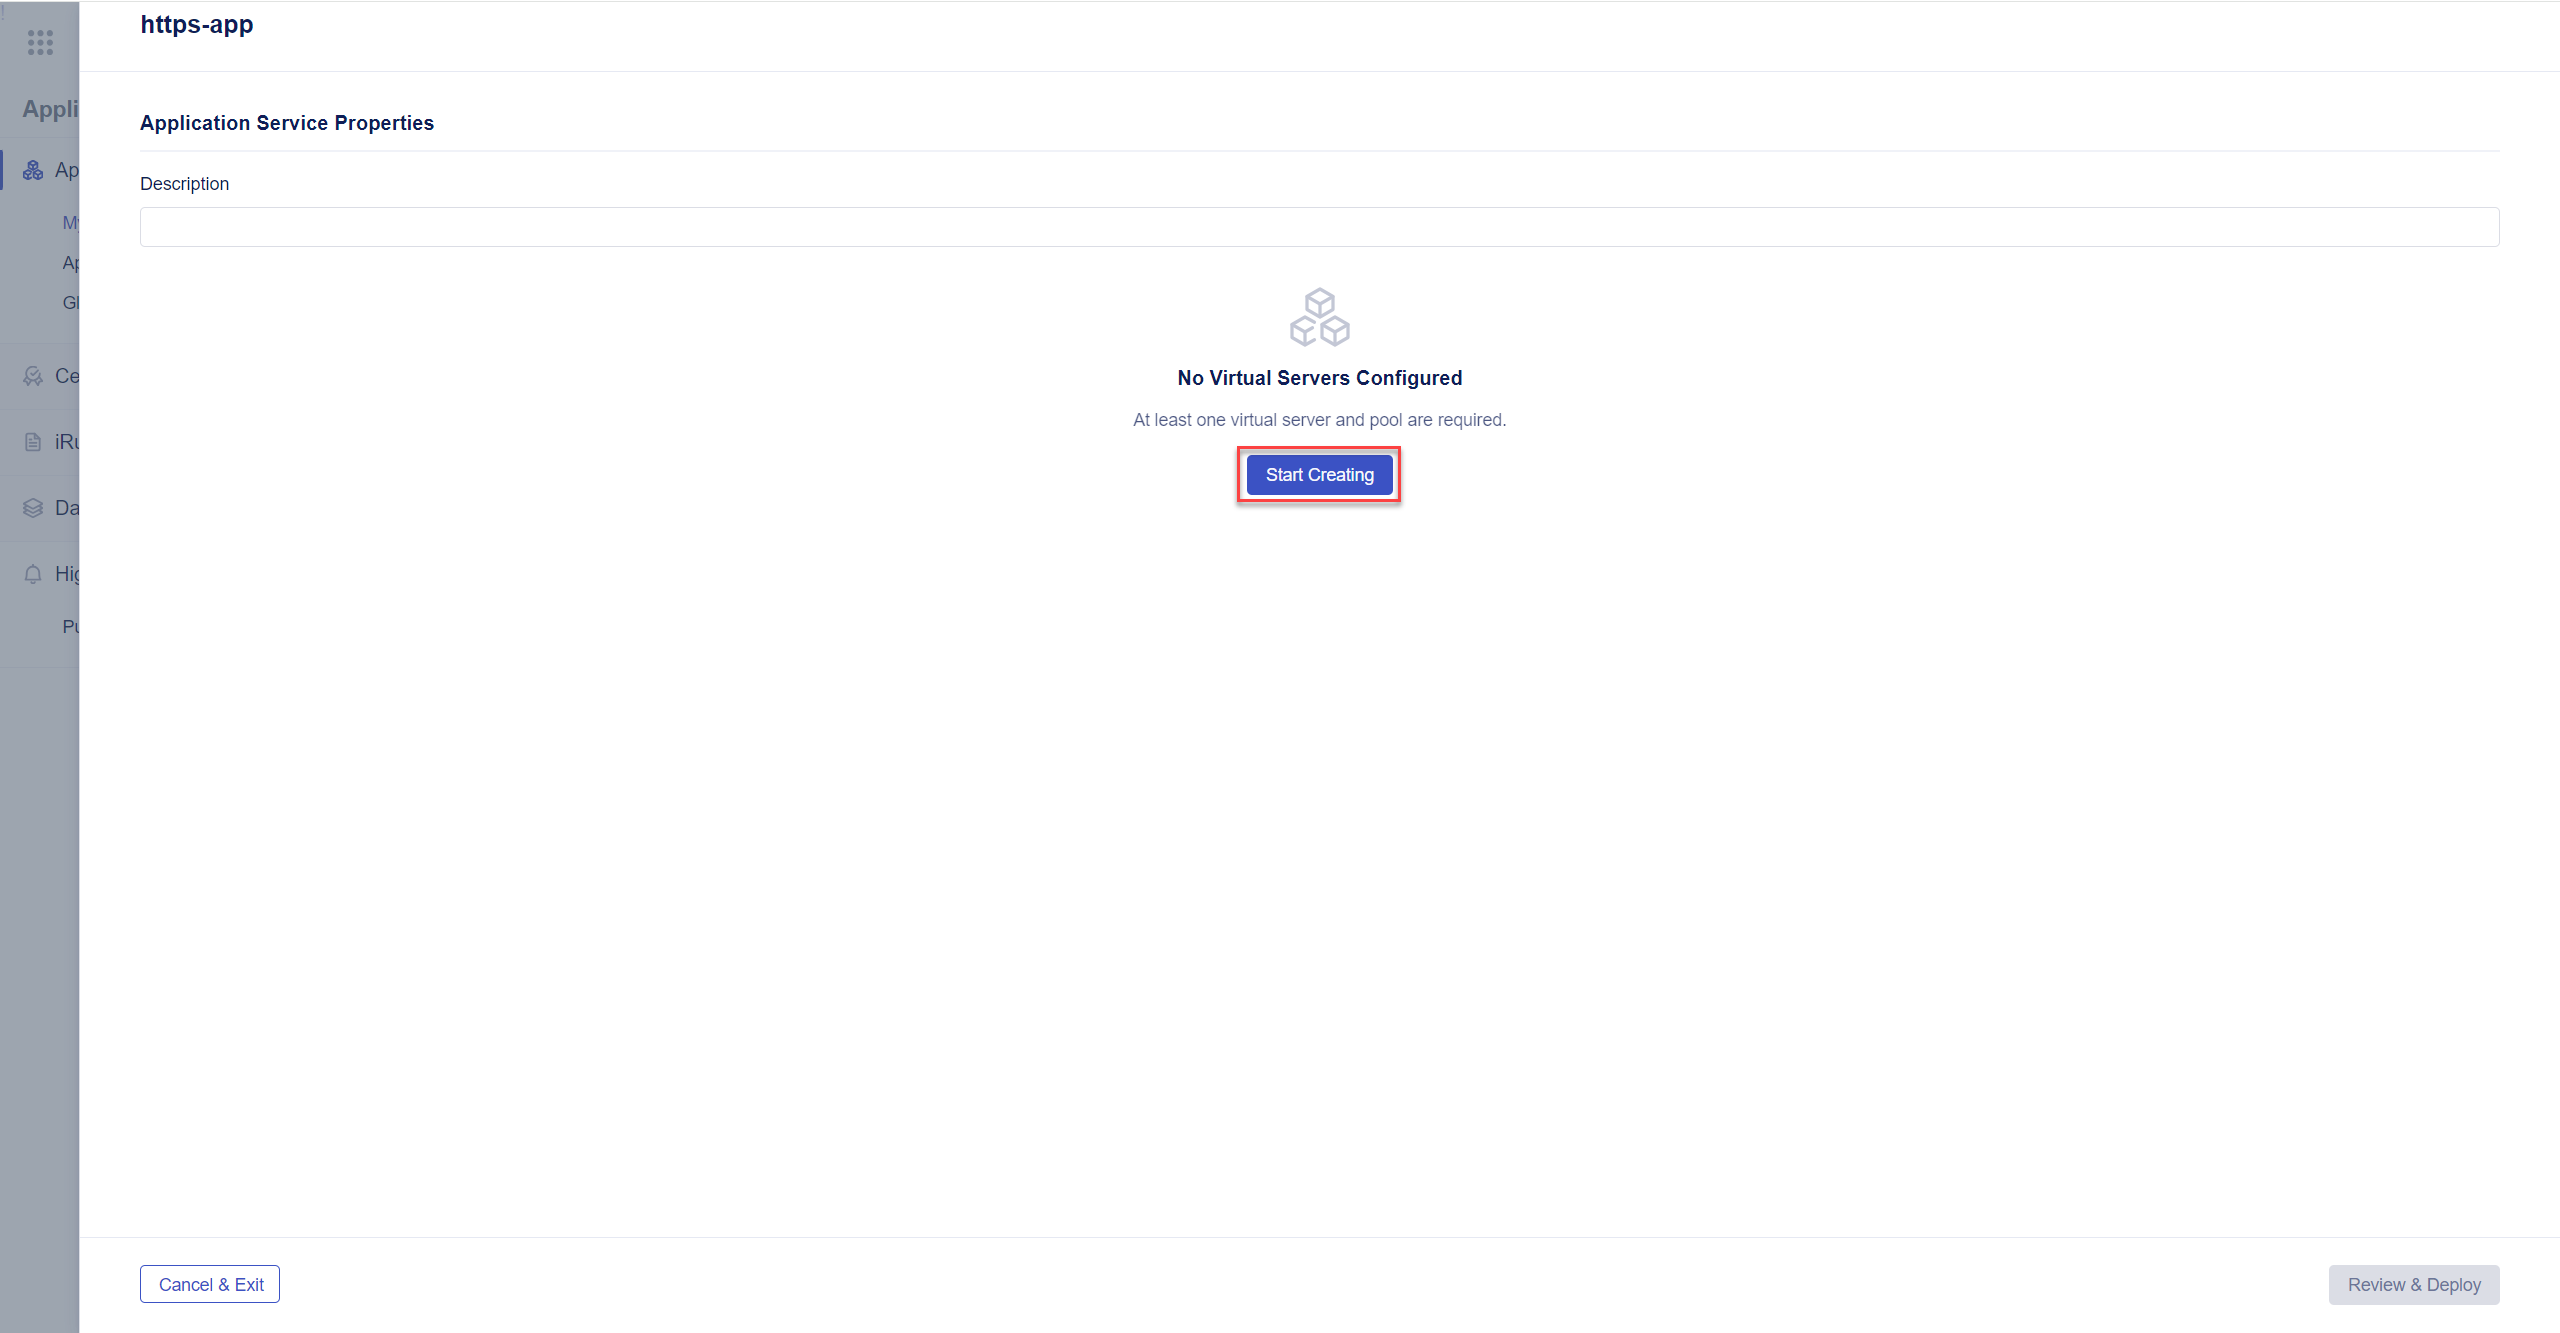 https-app
Appli
Application Service Properties
Ap
Description
My
Ap
Gl
No Virtual Servers Configured
Ce
At least one virtual server and pool are required.
iRu
Start Creating
Da
Hig
Pu
Cancel & Exit
Review & Deploy